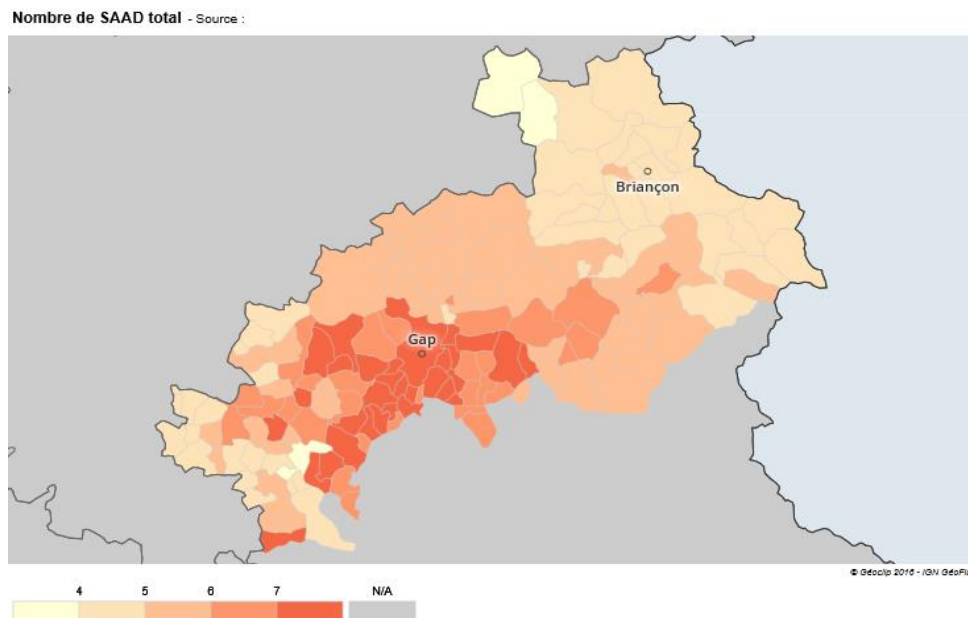 Nombre de SAAD total - Source :
Briançon
Gap
© Géoclip 2016 - IGN GéoFla
4 5 6 7 N/A